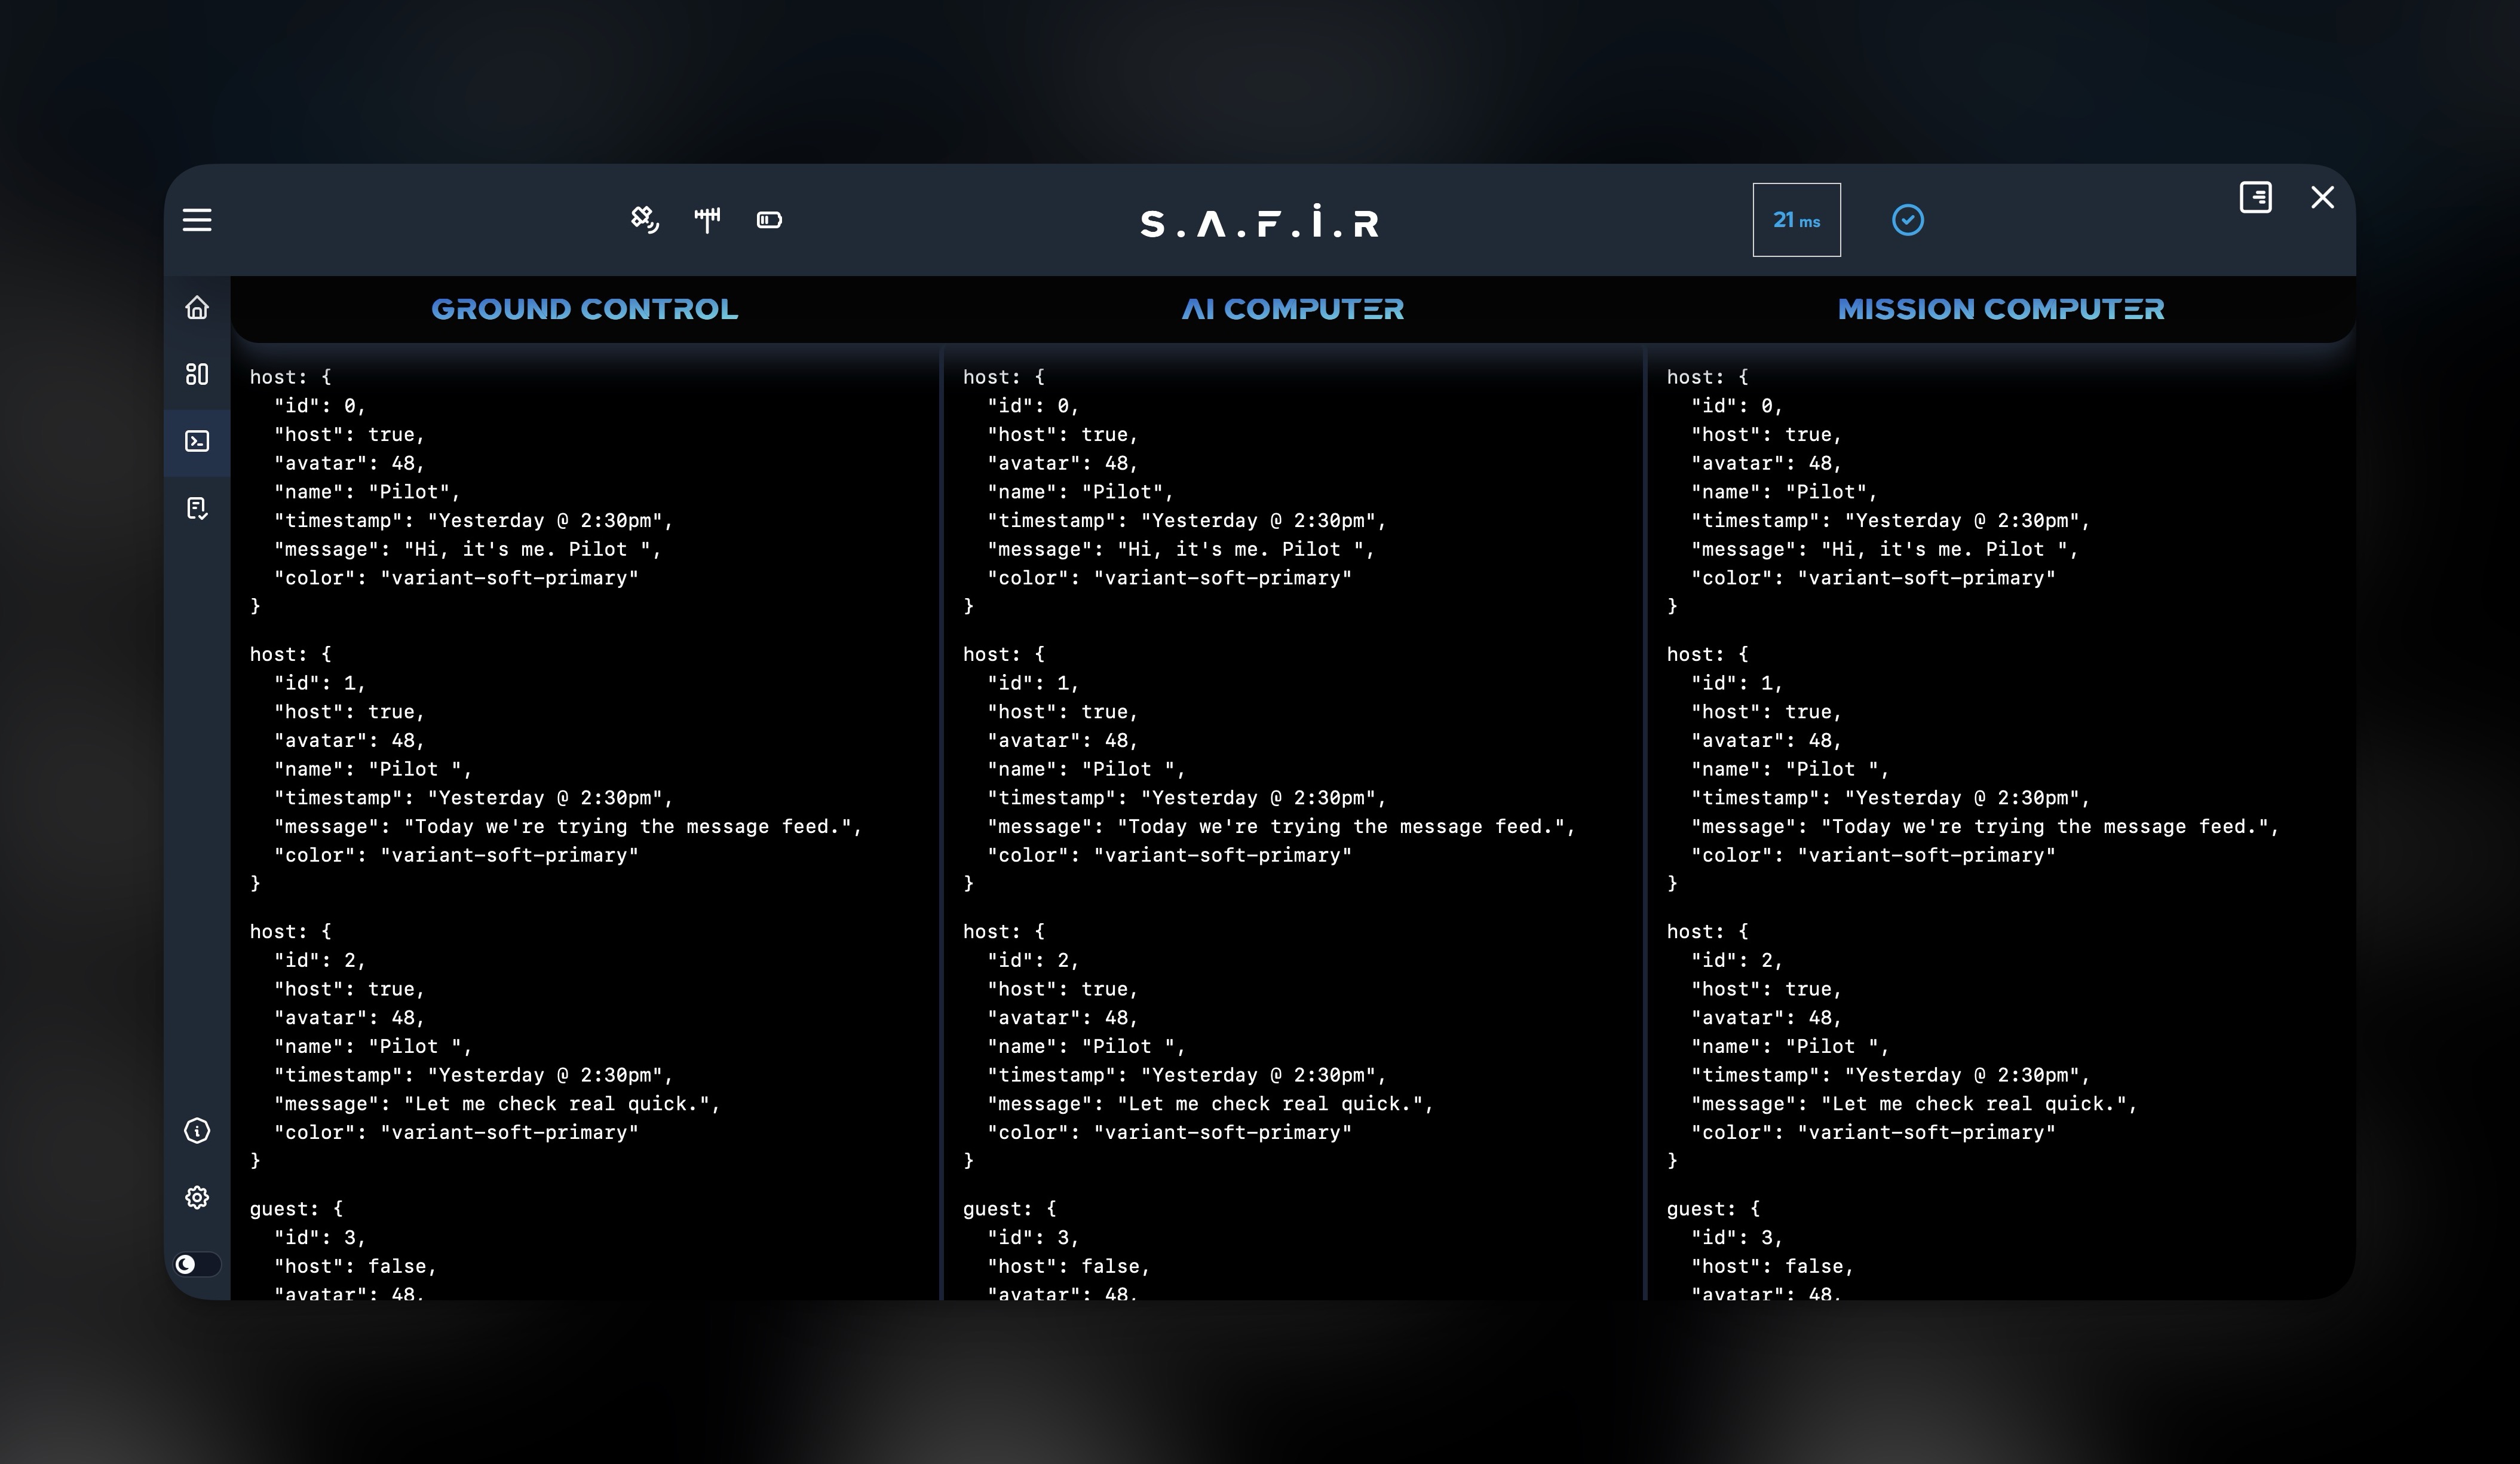 S.A.F.İ.R
21 ms
GROUND CONTROL
host: {
"id": 0,
"host": true,
"avatar": 48,
"name": "Pilot",
"timestamp": "Yesterday @ 2:30pm",
"message": "Hi, it's me. Pilot ",
"color": "variant-soft-primary"
}
host: {
"id": 1,
"host": true,
"avatar": 48,
"name": "Pilot ",
"timestamp": "Yesterday @ 2:30pm",
"message": "Today we're trying the message feed.",
"color": "variant-soft-primary"
}
host: {
"id": 2,
"host": true,
"avatar": 48,
"name": "Pilot ",
"timestamp": "Yesterday @ 2:30pm",
"message": "Let me check real quick.",
"color": "variant-soft-primary"
}
guest: {
"id": 3,
"host": false,
"avatar": 48,
AI COMPUTER
host: {
"id": 0,
"host": true,
"avatar": 48,
"name": "Pilot",
"timestamp": "Yesterday @ 2:30pm",
"message": "Hi, it's me. Pilot ",
"color": "variant-soft-primary"
}
host: {
"id": 1,
"host": true,
"avatar": 48,
"name": "Pilot ",
"timestamp": "Yesterday @ 2:30pm",
"message": "Today we're trying the message feed.",
"color": "variant-soft-primary"
}
host: {
"id": 2,
"host": true,
"avatar": 48,
"name": "Pilot ",
"timestamp": "Yesterday @ 2:30pm",
"message": "Let me check real quick.",
"color": "variant-soft-primary"
}
guest: {
"id": 3,
"host": false,
"avatar": 48,
MISSION COMPUTER
host: {
"id": 0,
"host": true,
"avatar": 48,
"name": "Pilot",
"timestamp": "Yesterday @ 2:30pm",
"message": "Hi, it's me. Pilot ",
"color": "variant-soft-primary"
}
host: {
"id": 1,
"host": true,
"avatar": 48,
"name": "Pilot ",
"timestamp": "Yesterday @ 2:30pm",
"message": "Today we're trying the message feed.",
"color": "variant-soft-primary"
}
host: {
"id": 2,
"host": true,
"avatar": 48,
"name": "Pilot ",
"timestamp": "Yesterday @ 2:30pm",
"message": "Let me check real quick.",
"color": "variant-soft-primary"
}
guest: {
"id": 3,
"host": false,
"avatar": 48,